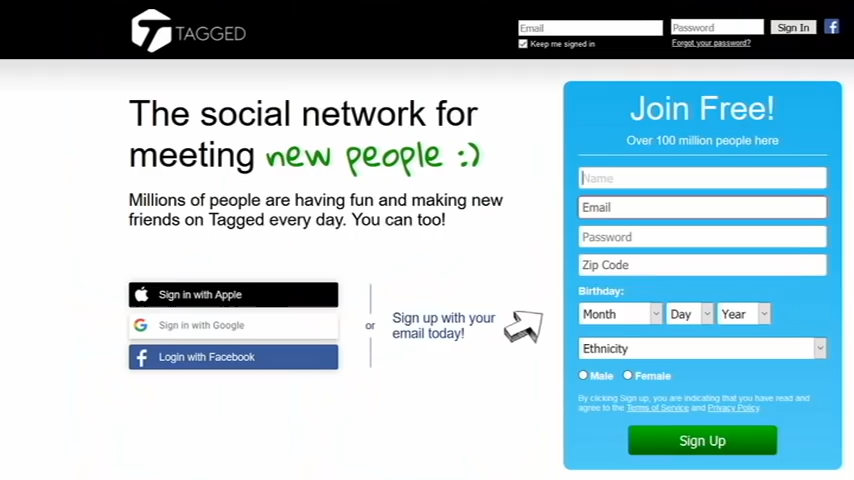 TAGGED
Email
Password
Sign In
Keep me signed in
Forgot your password?
The social network for
meeting new people :)
Millions of people are having fun and making new
friends on Tagged every day. You can too!
Sign in with Apple
Sign in with Google
Login with Facebook
or
Sign up with your
email today!
Join Free!
Over 100 million people here
Name
Email
Password
Zip Code
Birthday:
Month Day Year
Ethnicity
Male Female
By clicking Sign up, you are indicating that you have read and
agree to the Terms of Service and Privacy Policy
Sign Up